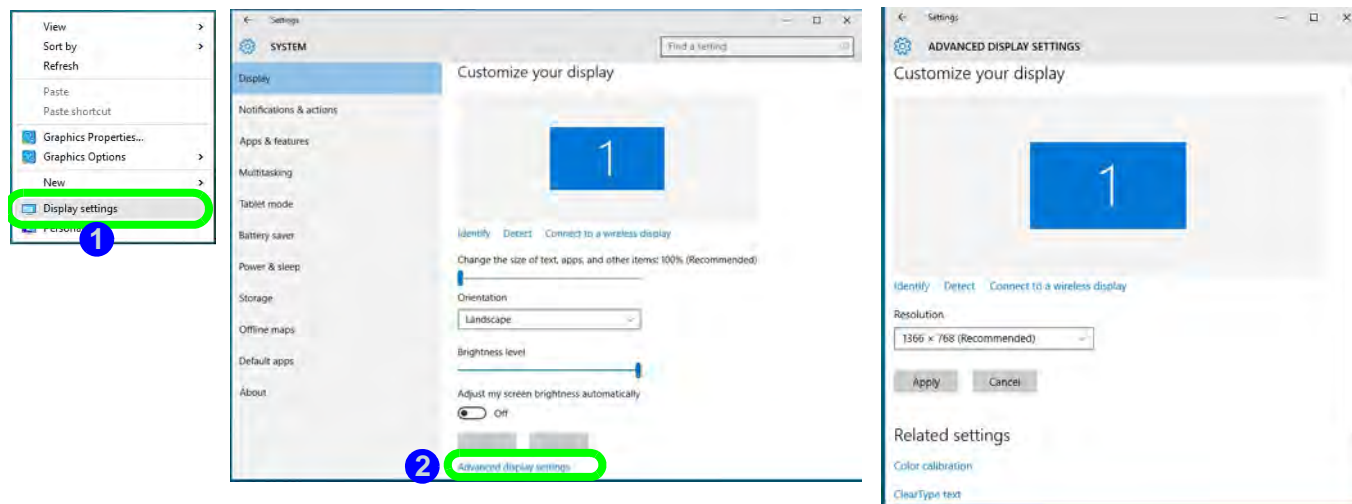 View
Sort by
Refresh
Paste
Paste shortcut
Graphics Properties...
Graphics Options
New
Display settings
1
Settings
SYSTEM
Find a setting
Display
Notifications & actions
Apps & features
Multitasking
Tablet mode
Battery saver
Power & sleep
Storage
Offline maps
Default apps
About
Customize your display
1
Identify Detect Connect to a wireless display
Change the size of text, apps, and other items: 100% (Recommended)
Orientation
Landscape
Brightness level
Adjust my screen brightness automatically
Off
2
Advanced display settings
Settings
ADVANCED DISPLAY SETTINGS
Customize your display
1
Identify Detect Connect to a wireless display
Resolution
1366 × 768 (Recommended)
Apply Cancel
Related settings
Color calibration
ClearType text